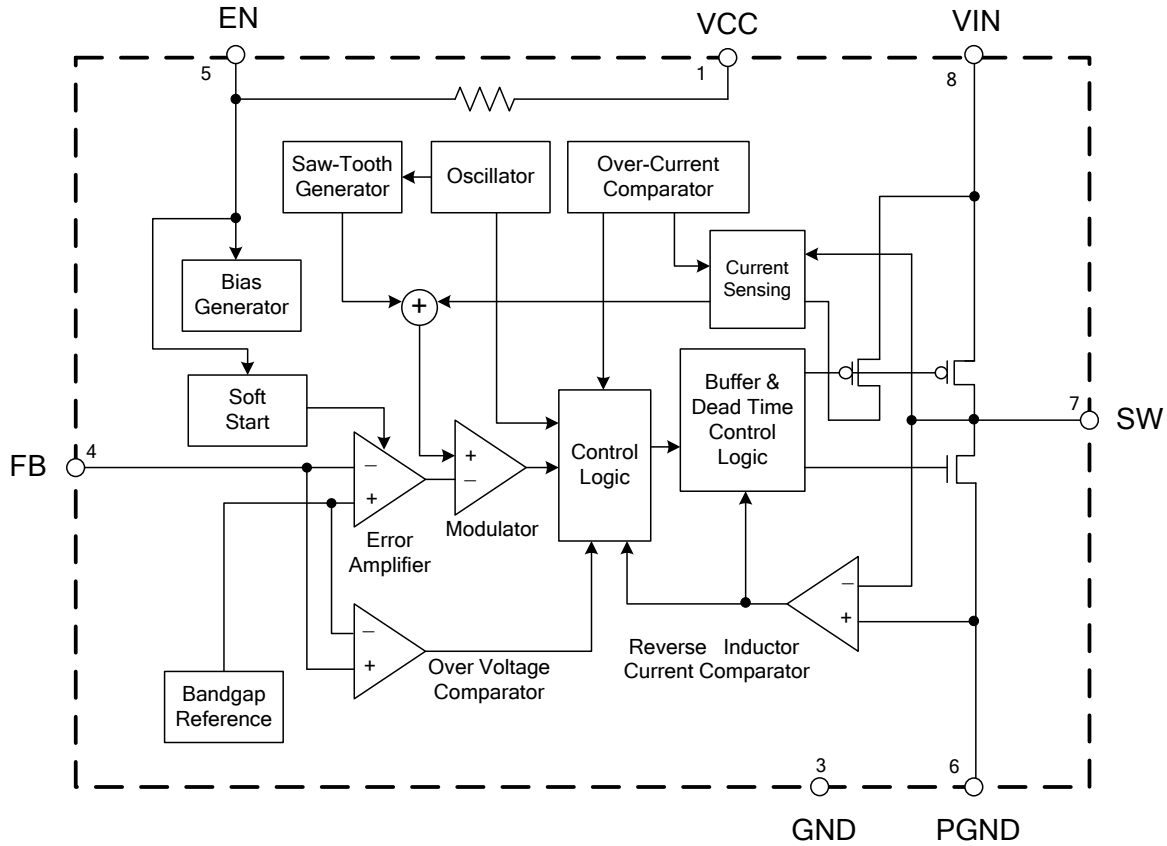 EN
VCC
VIN
5
1
8
Saw-Tooth
Generator
Oscillator
Over-Current
Comparator
Current
Sensing
Bias
Generator
+
Soft
Start
Buffer &
Dead Time
Control
Logic
7
SW
FB
4
−
+
Error
Amplifier
+
−
Modulator
Control
Logic
−
+
Reverse Inductor
Current Comparator
−
+
Over Voltage
Comparator
Bandgap
Reference
3
6
GND
PGND